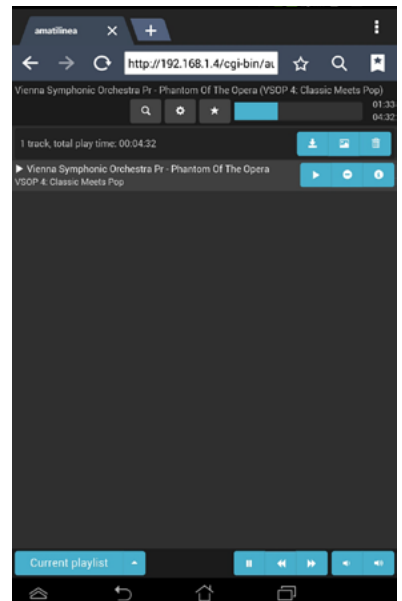 amatilinea
http://192.168.1.4/cgi-bin/au
Vienna Symphonic Orchestra Pr - Phantom Of The Opera (VSOP 4: Classic Meets Pop)
01:33
04:32
1 track, total play time: 00:04:32
Vienna Symphonic Orchestra Pr - Phantom Of The Opera
VSOP 4: Classic Meets Pop
Current playlist